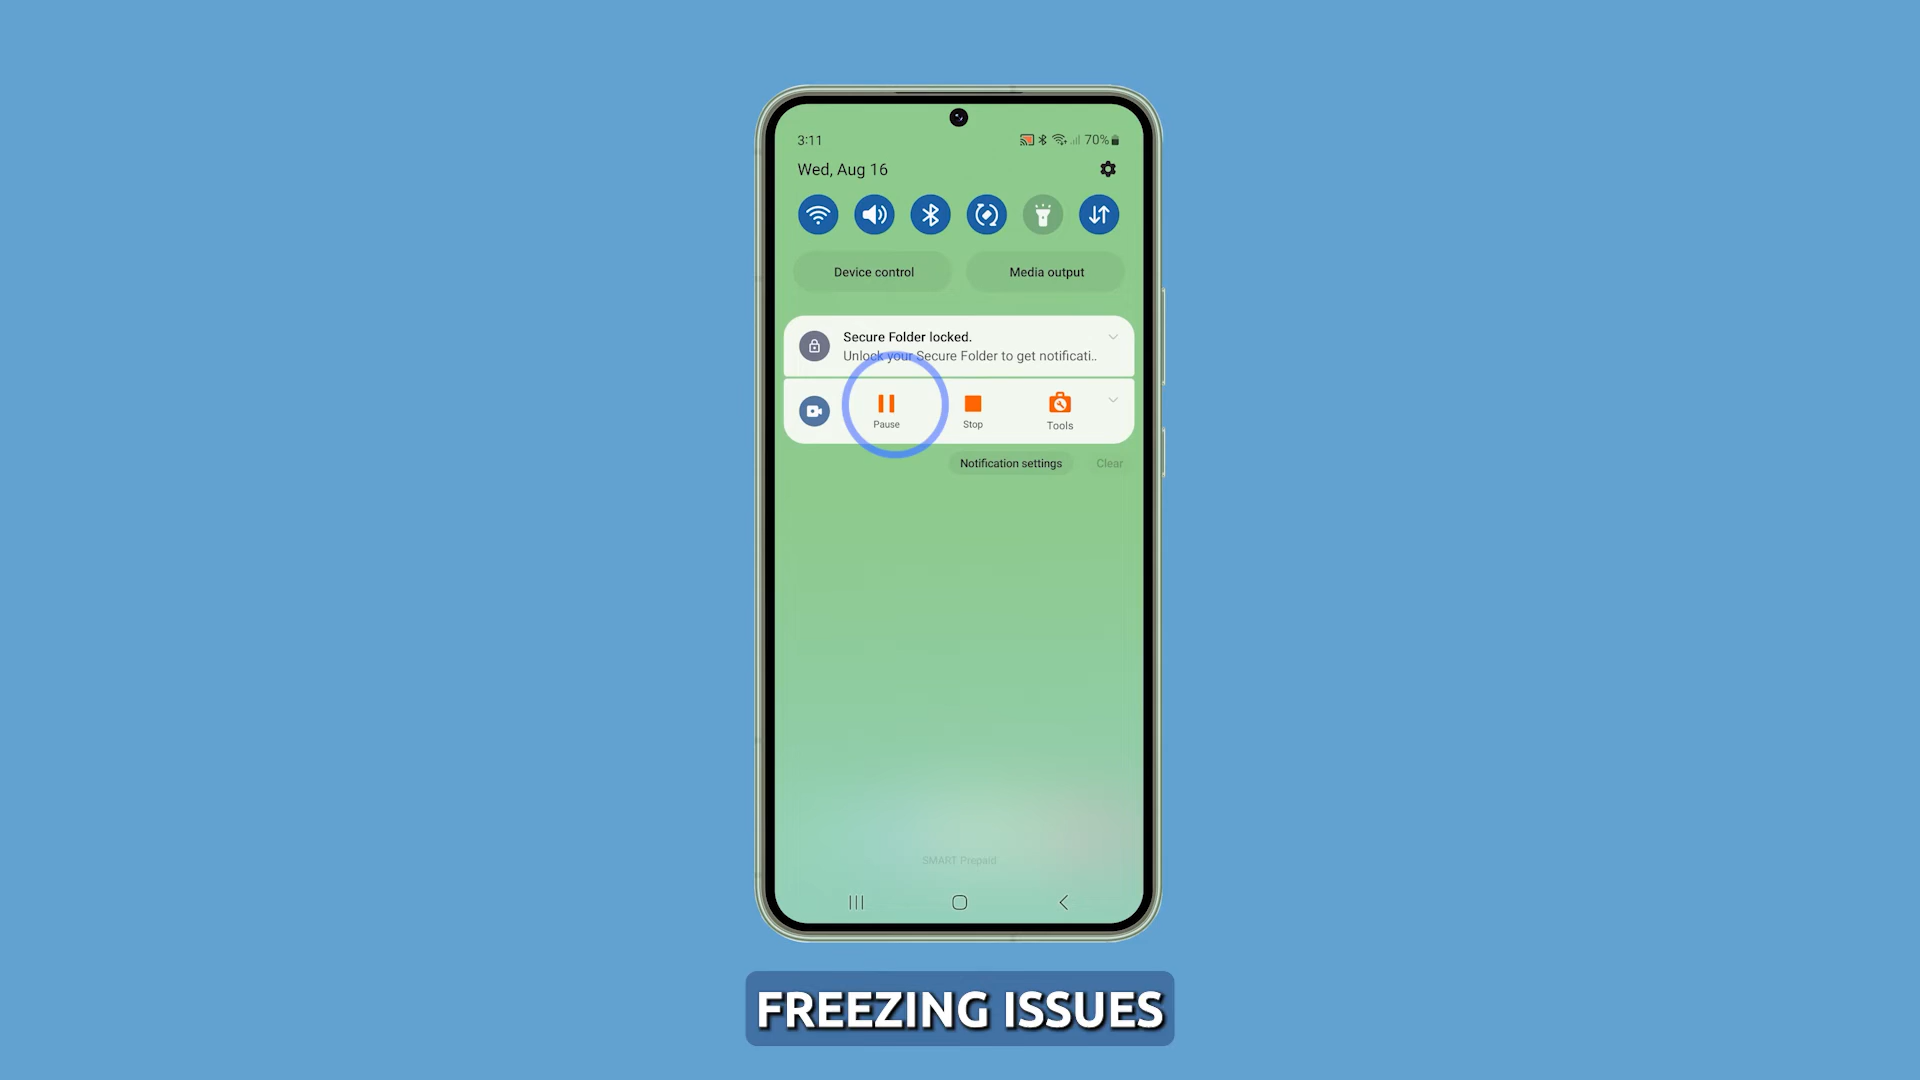 3:11
70%
Wed, Aug 16
Device control
Media output
Secure Folder locked.
Unlock your Secure Folder to get notificati..
Pause
Stop
Tools
Notification settings
Clear
SMART Prepaid
FREEZING ISSUES